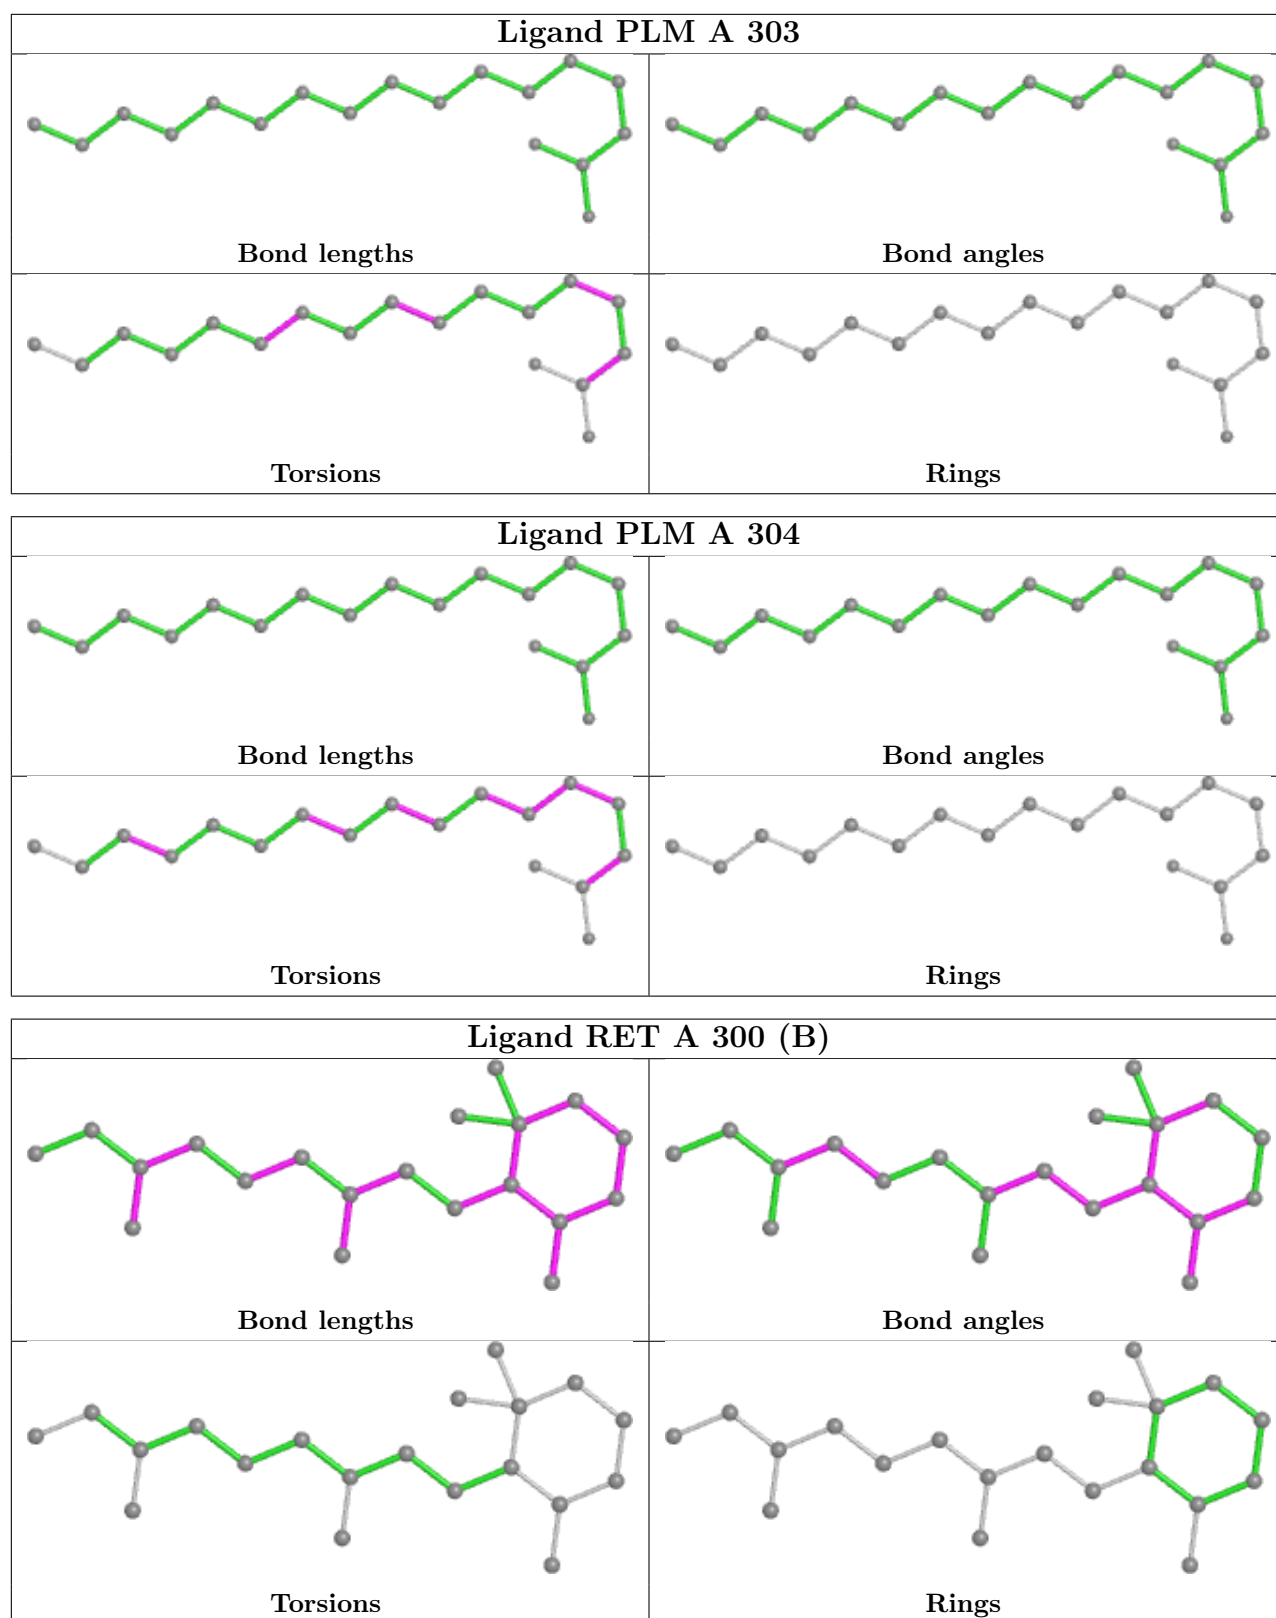 Ligand PLM A 303
Bond lengths
Bond angles
Torsions
Rings
Ligand PLM A 304
Bond lengths
Bond angles
Torsions
Rings
Ligand RET A 300 (B)
Bond lengths
Bond angles
Torsions
Rings